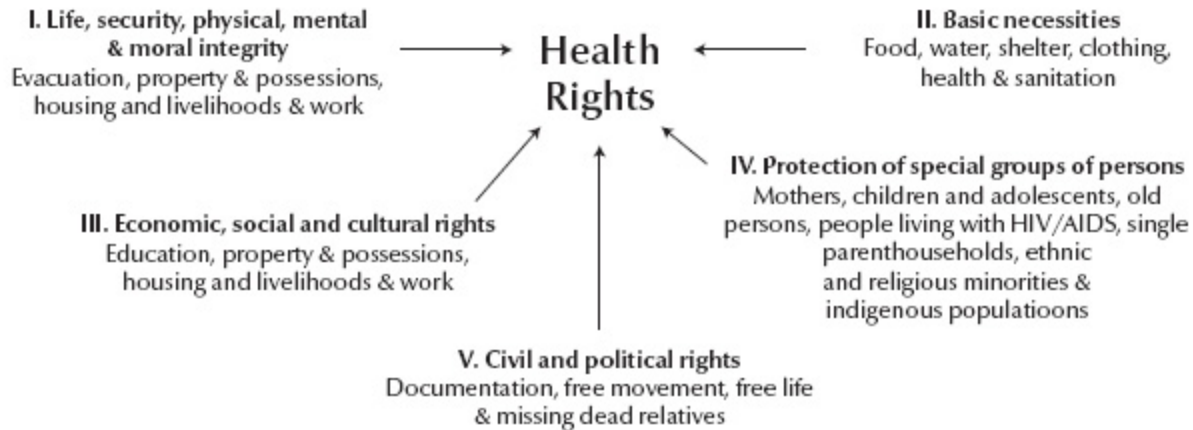 I. Life, security, physical, mental
& moral integrity
Evacuation, property & possessions,
housing and livelihoods & work
Health
Rights
II. Basic necessities
Food, water, shelter, clothing,
health & sanitation
III. Economic, social and cultural rights
Education, property & possessions,
housing and livelihoods & work
IV. Protection of special groups of persons
Mothers, children and adolescents, old
persons, people living with HIV/AIDS, single
parenthouseholds, ethnic
and religious minorities &
indigenous populatioons
V. Civil and political rights
Documentation, free movement, free life
& missing dead relatives